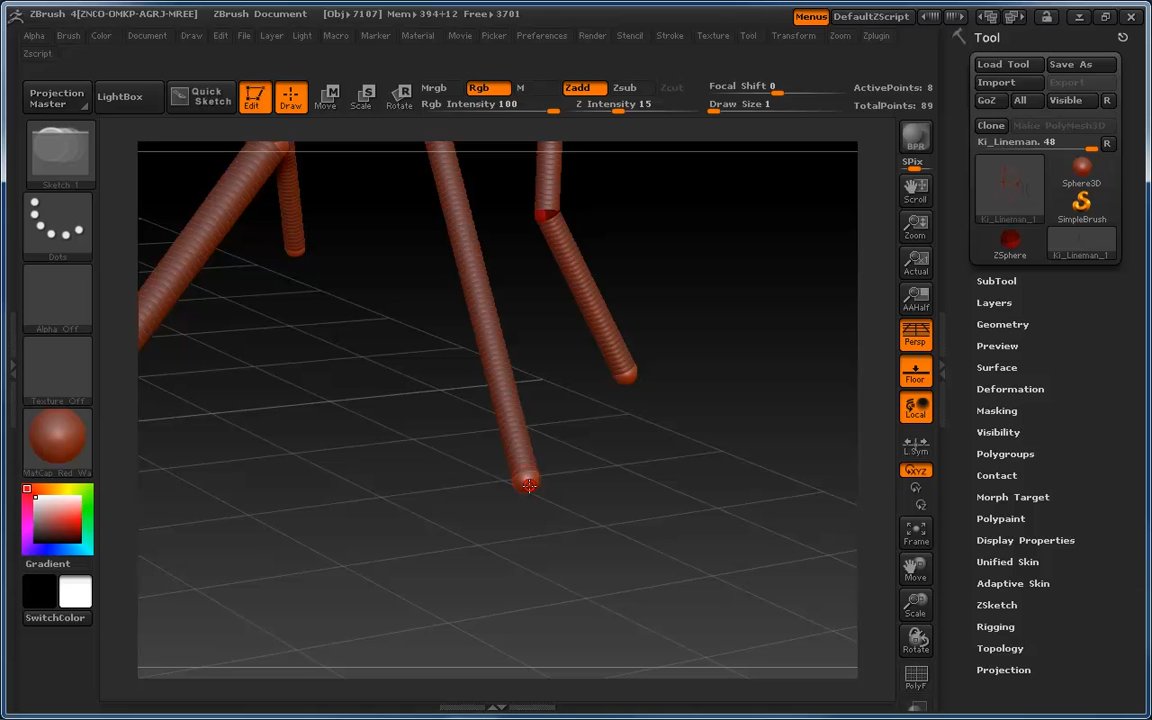 ZBrush 4[ZNCO-OMKP-AGRJ-MREE] ZBrush Document [Obj▸7107] Mem▸394+12 Free▸3701 Menus DefaultZScript
Alpha Brush Color Document Draw Edit File Layer Light Macro Marker Material Movie Picker Preferences Render Stencil Stroke Texture Tool Transform Zoom Zplugin
Zscript
Projection Master
LightBox
Quick Sketch
Edit
Draw
Move
Scale
Rotate
Mrgb Rgb M Zadd Zsub Zcut
Rgb Intensity 100 Z Intensity 15
Focal Shift 0 ActivePoints: 8
Draw Size 1 TotalPoints: 89
Sketch 1
Dots
Alpha Off
Texture Off
MatCap Red Wa
Gradient
SwitchColor
BPR
SPix
Scroll
Zoom
Actual
AAHalf
Persp
Floor
Local
L.Sym
XYZ
Y
Z
Frame
Move
Scale
Rotate
PolyF
Tool
Load Tool Save As
Import Export
GoZ All Visible R
Clone Make PolyMesh3D
Ki_Lineman. 48 R
Ki_Lineman_1
Sphere3D
SimpleBrush
ZSphere
Ki_Lineman_1
SubTool
Layers
Geometry
Preview
Surface
Deformation
Masking
Visibility
Polygroups
Contact
Morph Target
Polypaint
Display Properties
Unified Skin
Adaptive Skin
ZSketch
Rigging
Topology
Projection